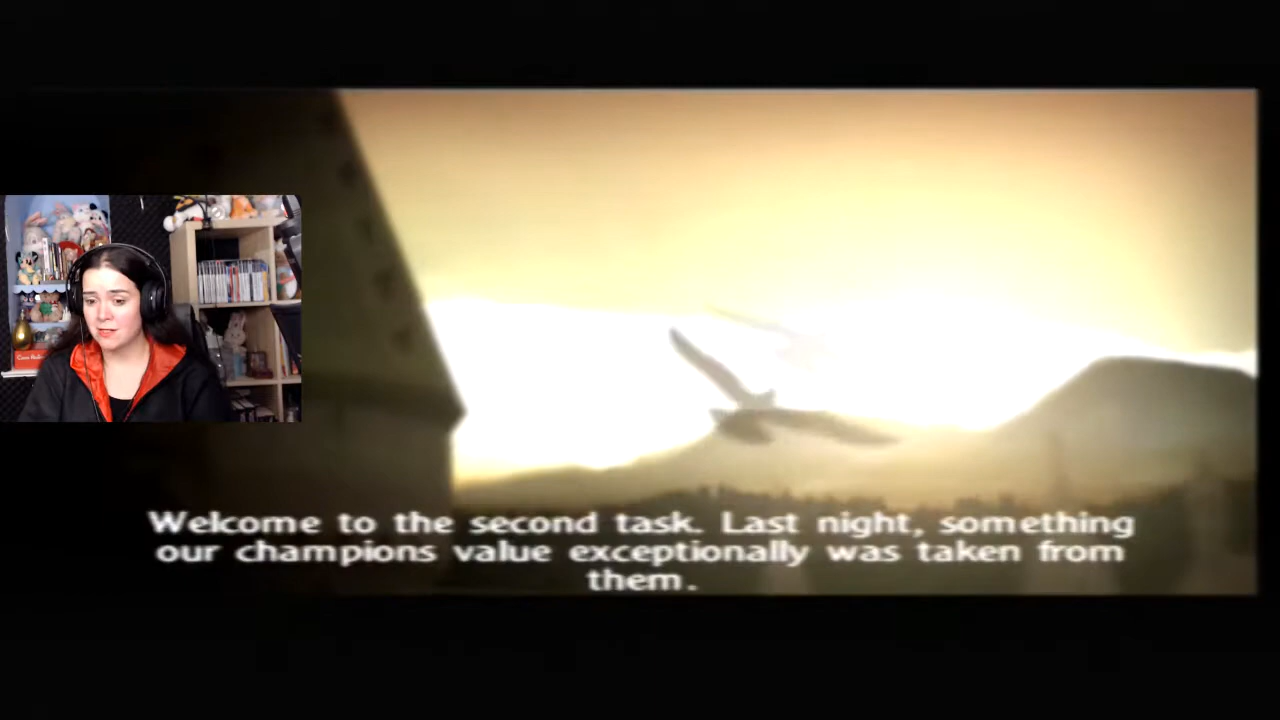 Welcome to the second task. Last night, something
our champions value exceptionally was taken from
them.